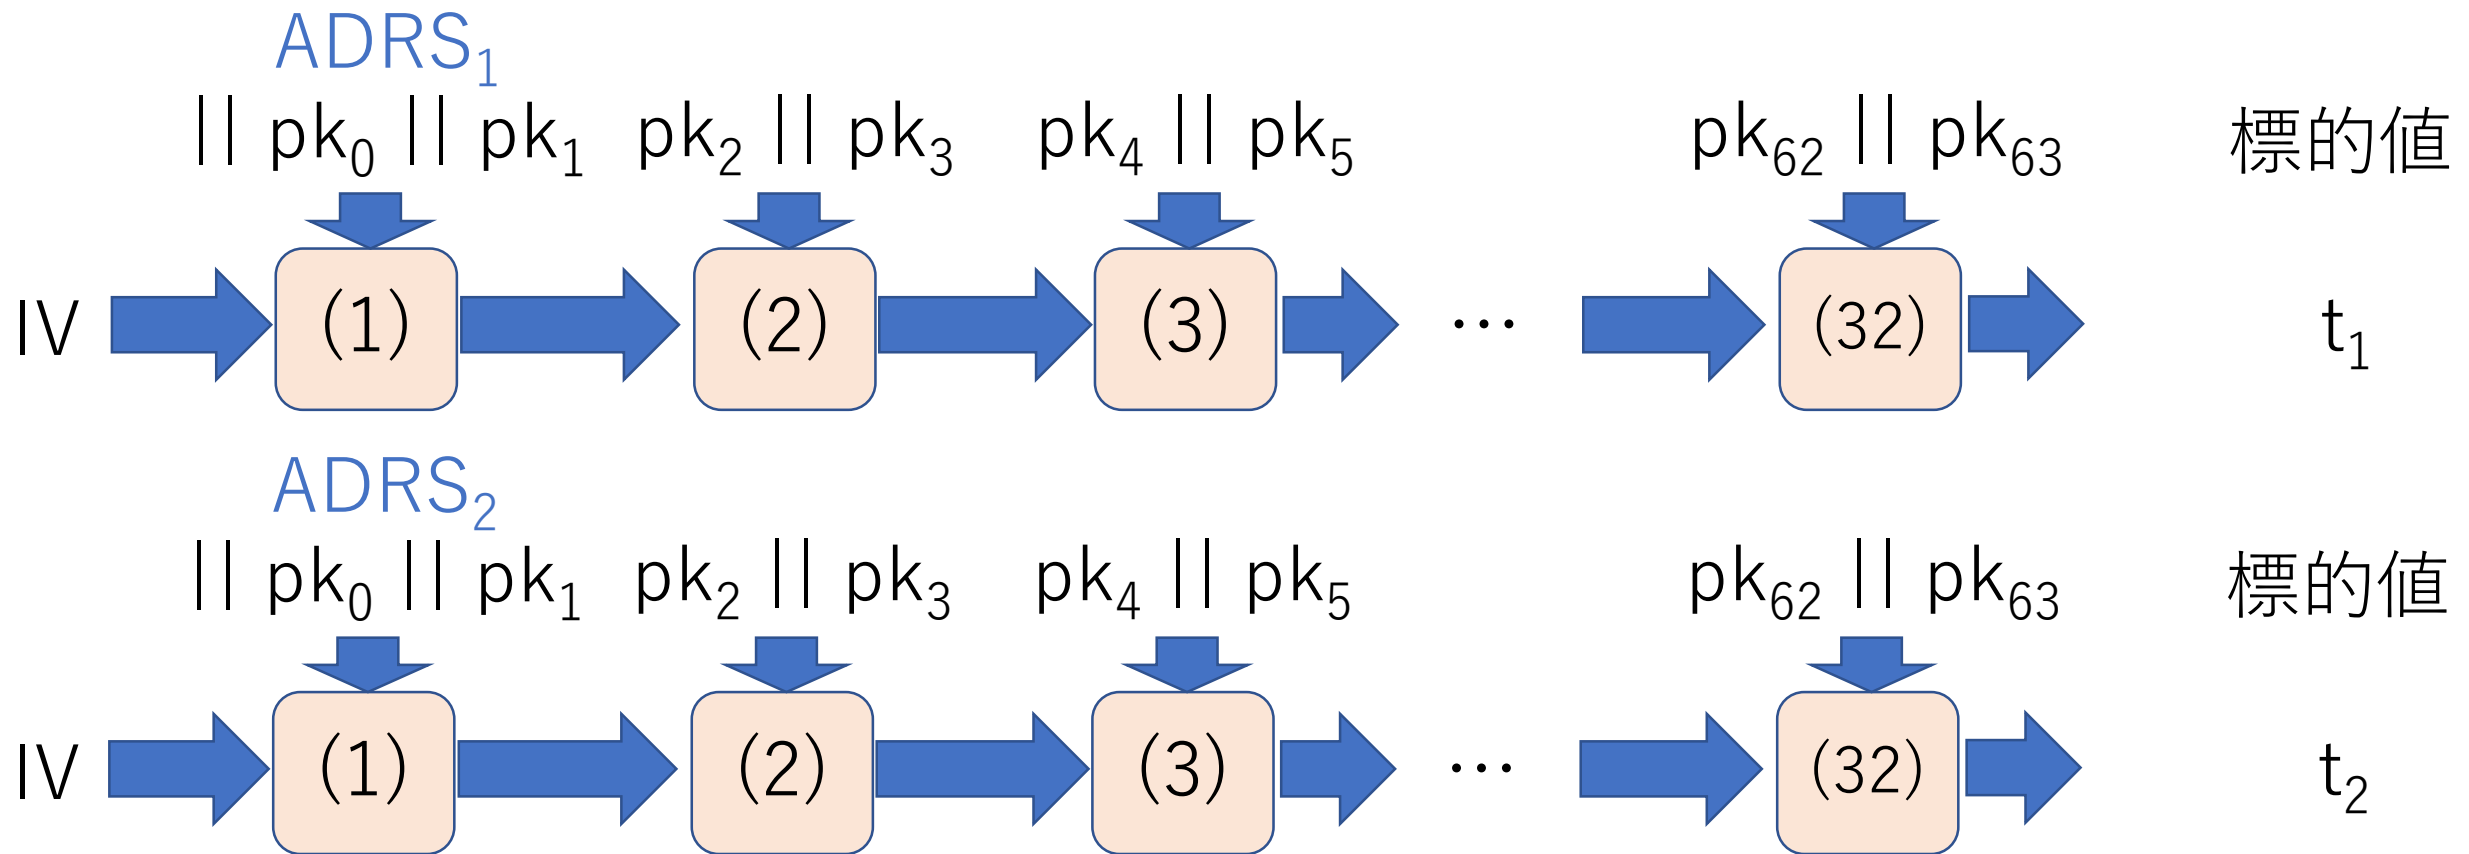 ADRS₁
|| pk₀ || pk₁ pk₂ || pk₃ pk₄ || pk₅ pk₆₂ || pk₆₃ 標的値
IV (1) (2) (3) … (32) t₁
ADRS₂
|| pk₀ || pk₁ pk₂ || pk₃ pk₄ || pk₅ pk₆₂ || pk₆₃ 標的値
IV (1) (2) (3) … (32) t₂